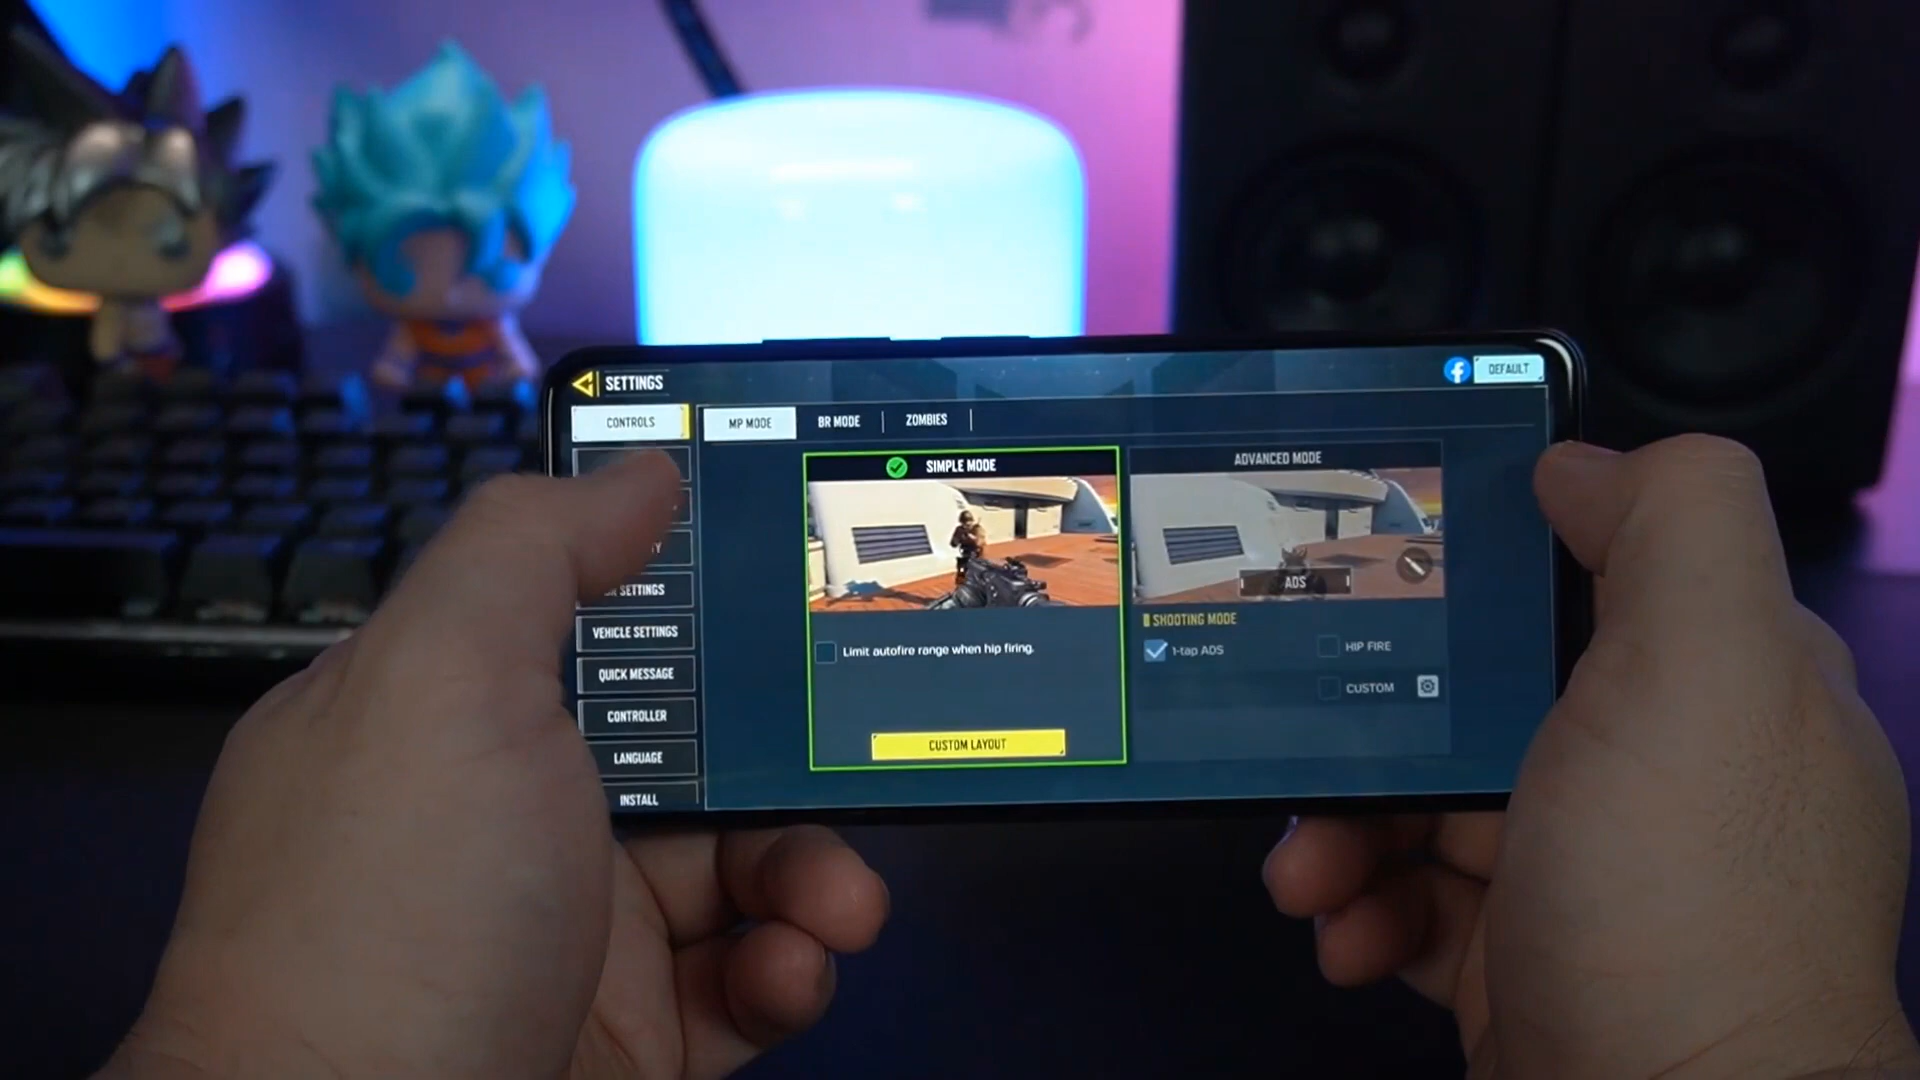 SETTINGS
DEFAULT
CONTROLS
MP MODE
BR MODE
ZOMBIES
SIMPLE MODE
ADVANCED MODE
ADS
SHOOTING MODE
Limit autofire range when hip firing.
1-tap ADS
HIP FIRE
CUSTOM
CUSTOM LAYOUT
SETTINGS
VEHICLE SETTINGS
QUICK MESSAGE
CONTROLLER
LANGUAGE
INSTALL